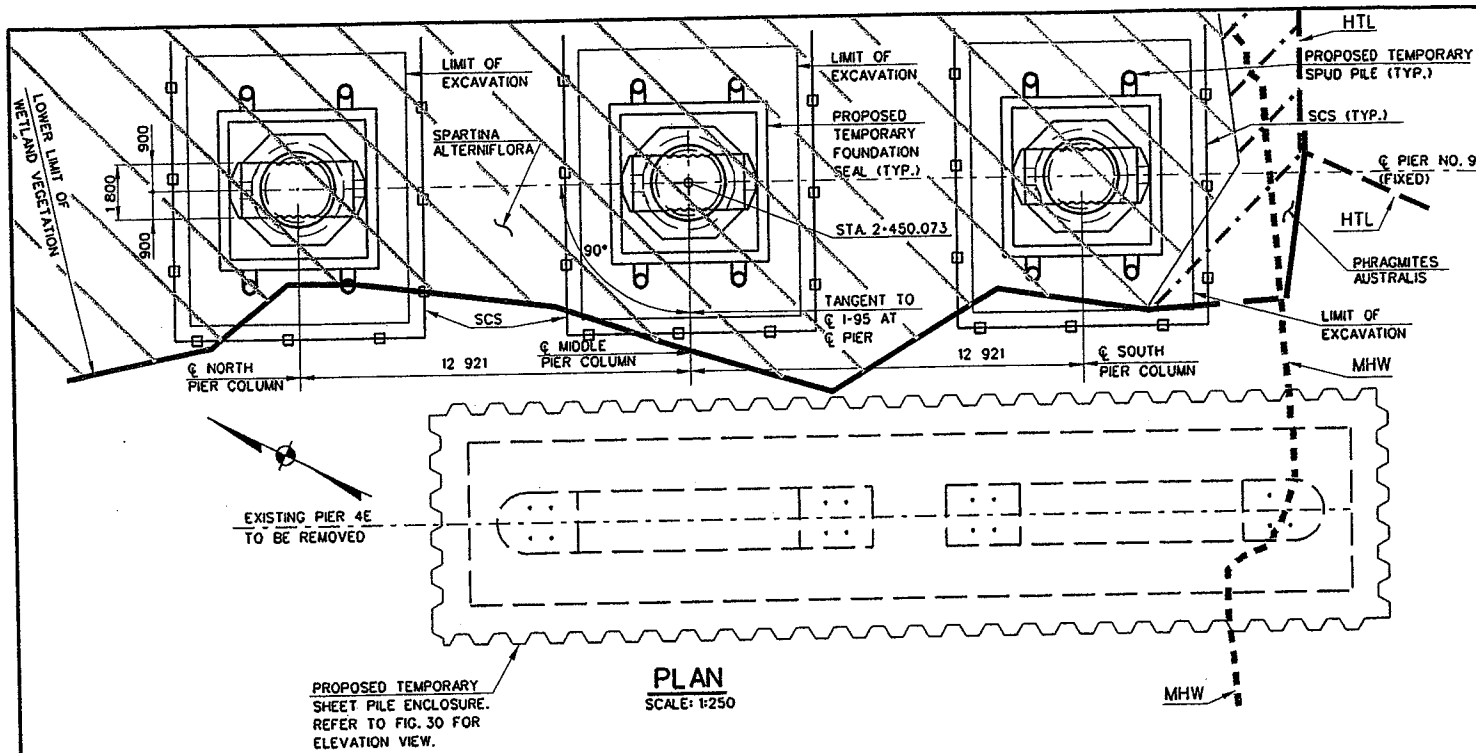 HTL
LIMIT OF
EXCAVATION
LIMIT OF
EXCAVATION
PROPOSED TEMPORARY
SPUD PILE (TYP.)
LOWER LIMIT OF
WETLAND VEGETATION
900
1 800
900
SPARTINA
ALTERNIFLORA
PROPOSED
TEMPORARY
FOUNDATION
SEAL (TYP.)
SCS (TYP.)
℄ PIER NO. 9
(FIXED)
HTL
STA. 2+450.073
90°
PHRAGMITES
AUSTRALIS
SCS
TANGENT TO
℄ I-95 AT
℄ PIER
LIMIT OF
EXCAVATION
℄ NORTH
PIER COLUMN
12 921
℄ MIDDLE
PIER COLUMN
12 921
℄ SOUTH
PIER COLUMN
MHW
EXISTING PIER 4E
TO BE REMOVED
PROPOSED TEMPORARY
SHEET PILE ENCLOSURE.
REFER TO FIG. 30 FOR
ELEVATION VIEW.
PLAN
SCALE: 1:250
MHW